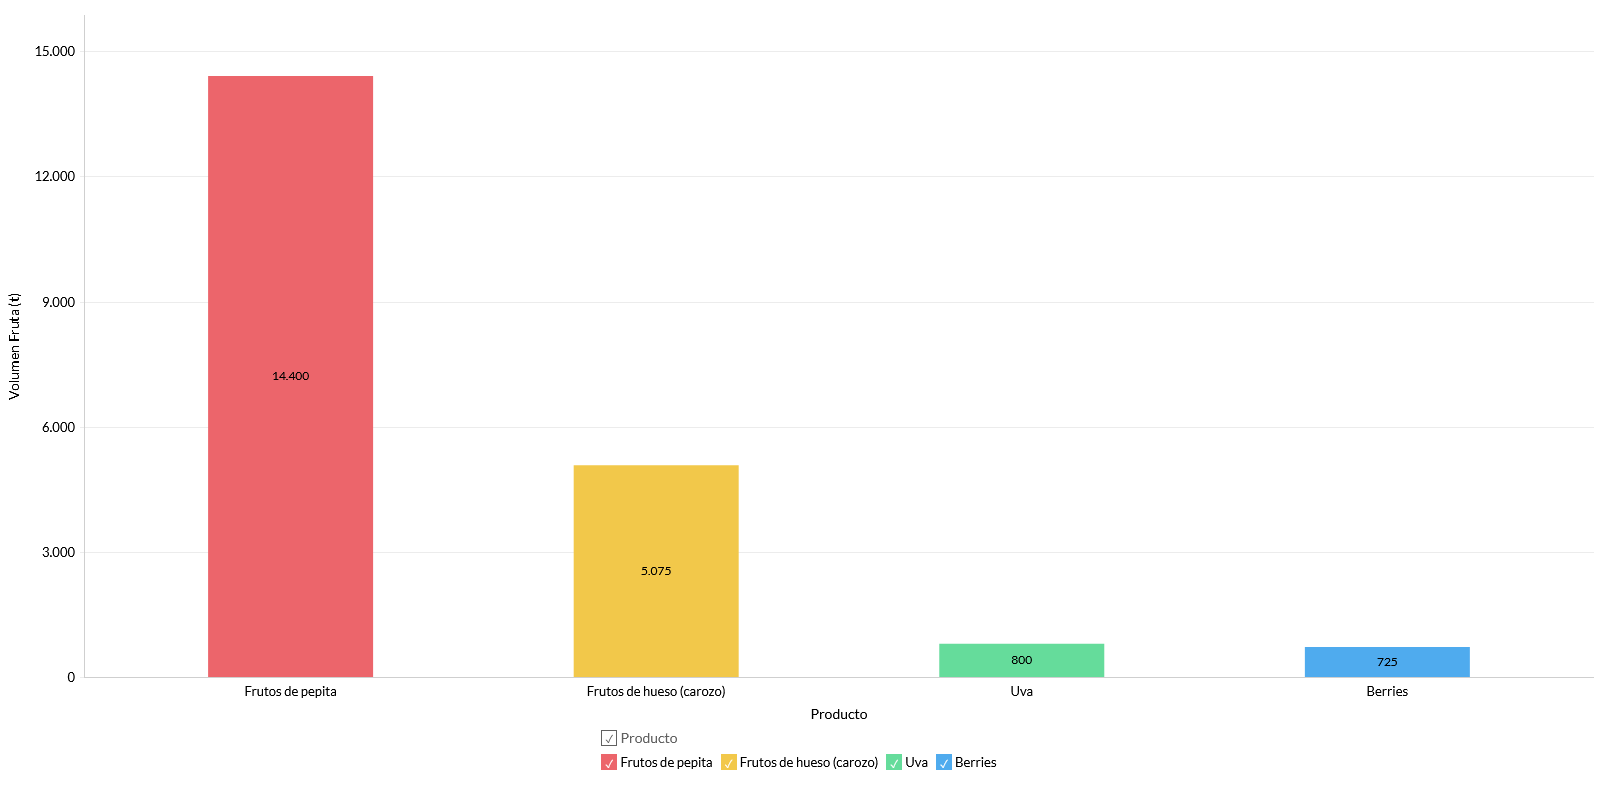 Volumen Fruta (t)
15.000
12.000
9.000
6.000
3.000
0
14.400
5.075
800
725
Frutos de pepita
Frutos de hueso (carozo)
Uva
Berries
Producto
Producto
Frutos de pepita
Frutos de hueso (carozo)
Uva
Berries